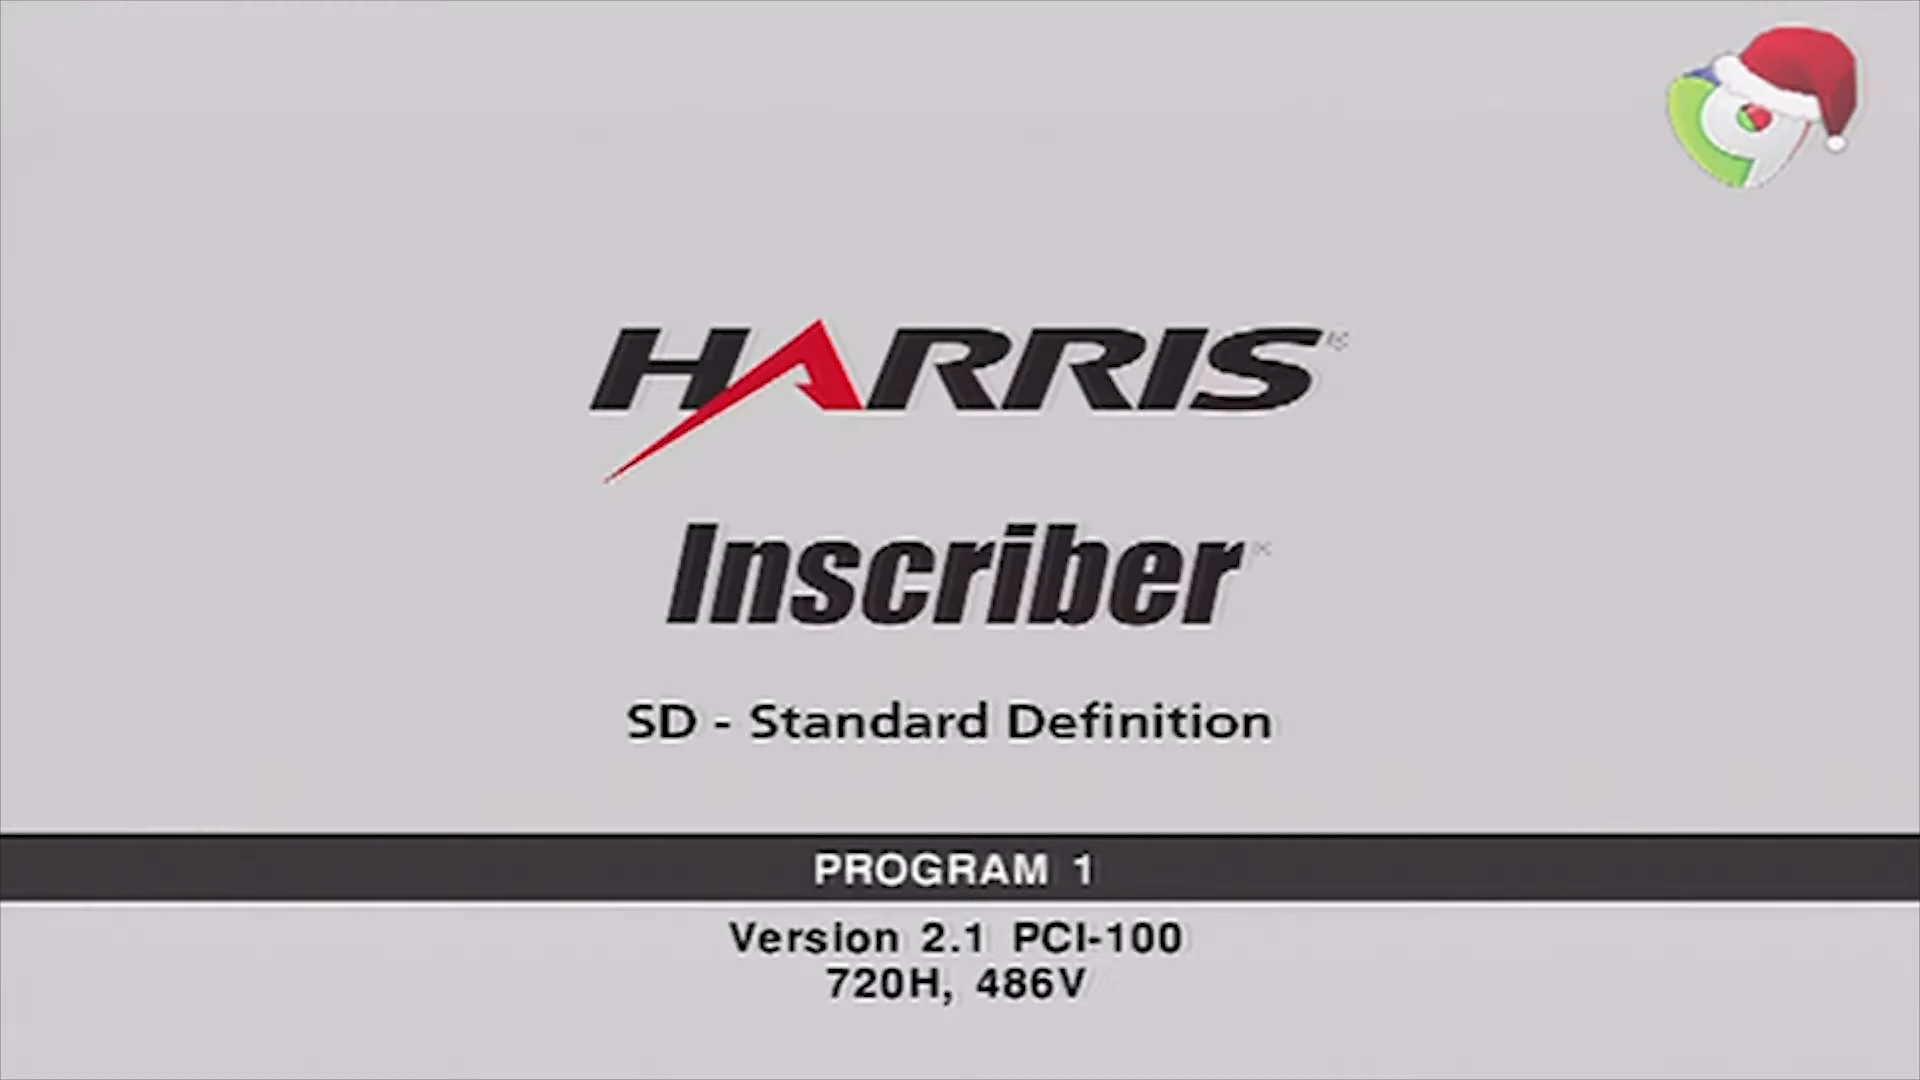 HARRIS®
Inscriber
SD - Standard Definition
PROGRAM 1
Version 2.1 PCI-100
720H, 486V